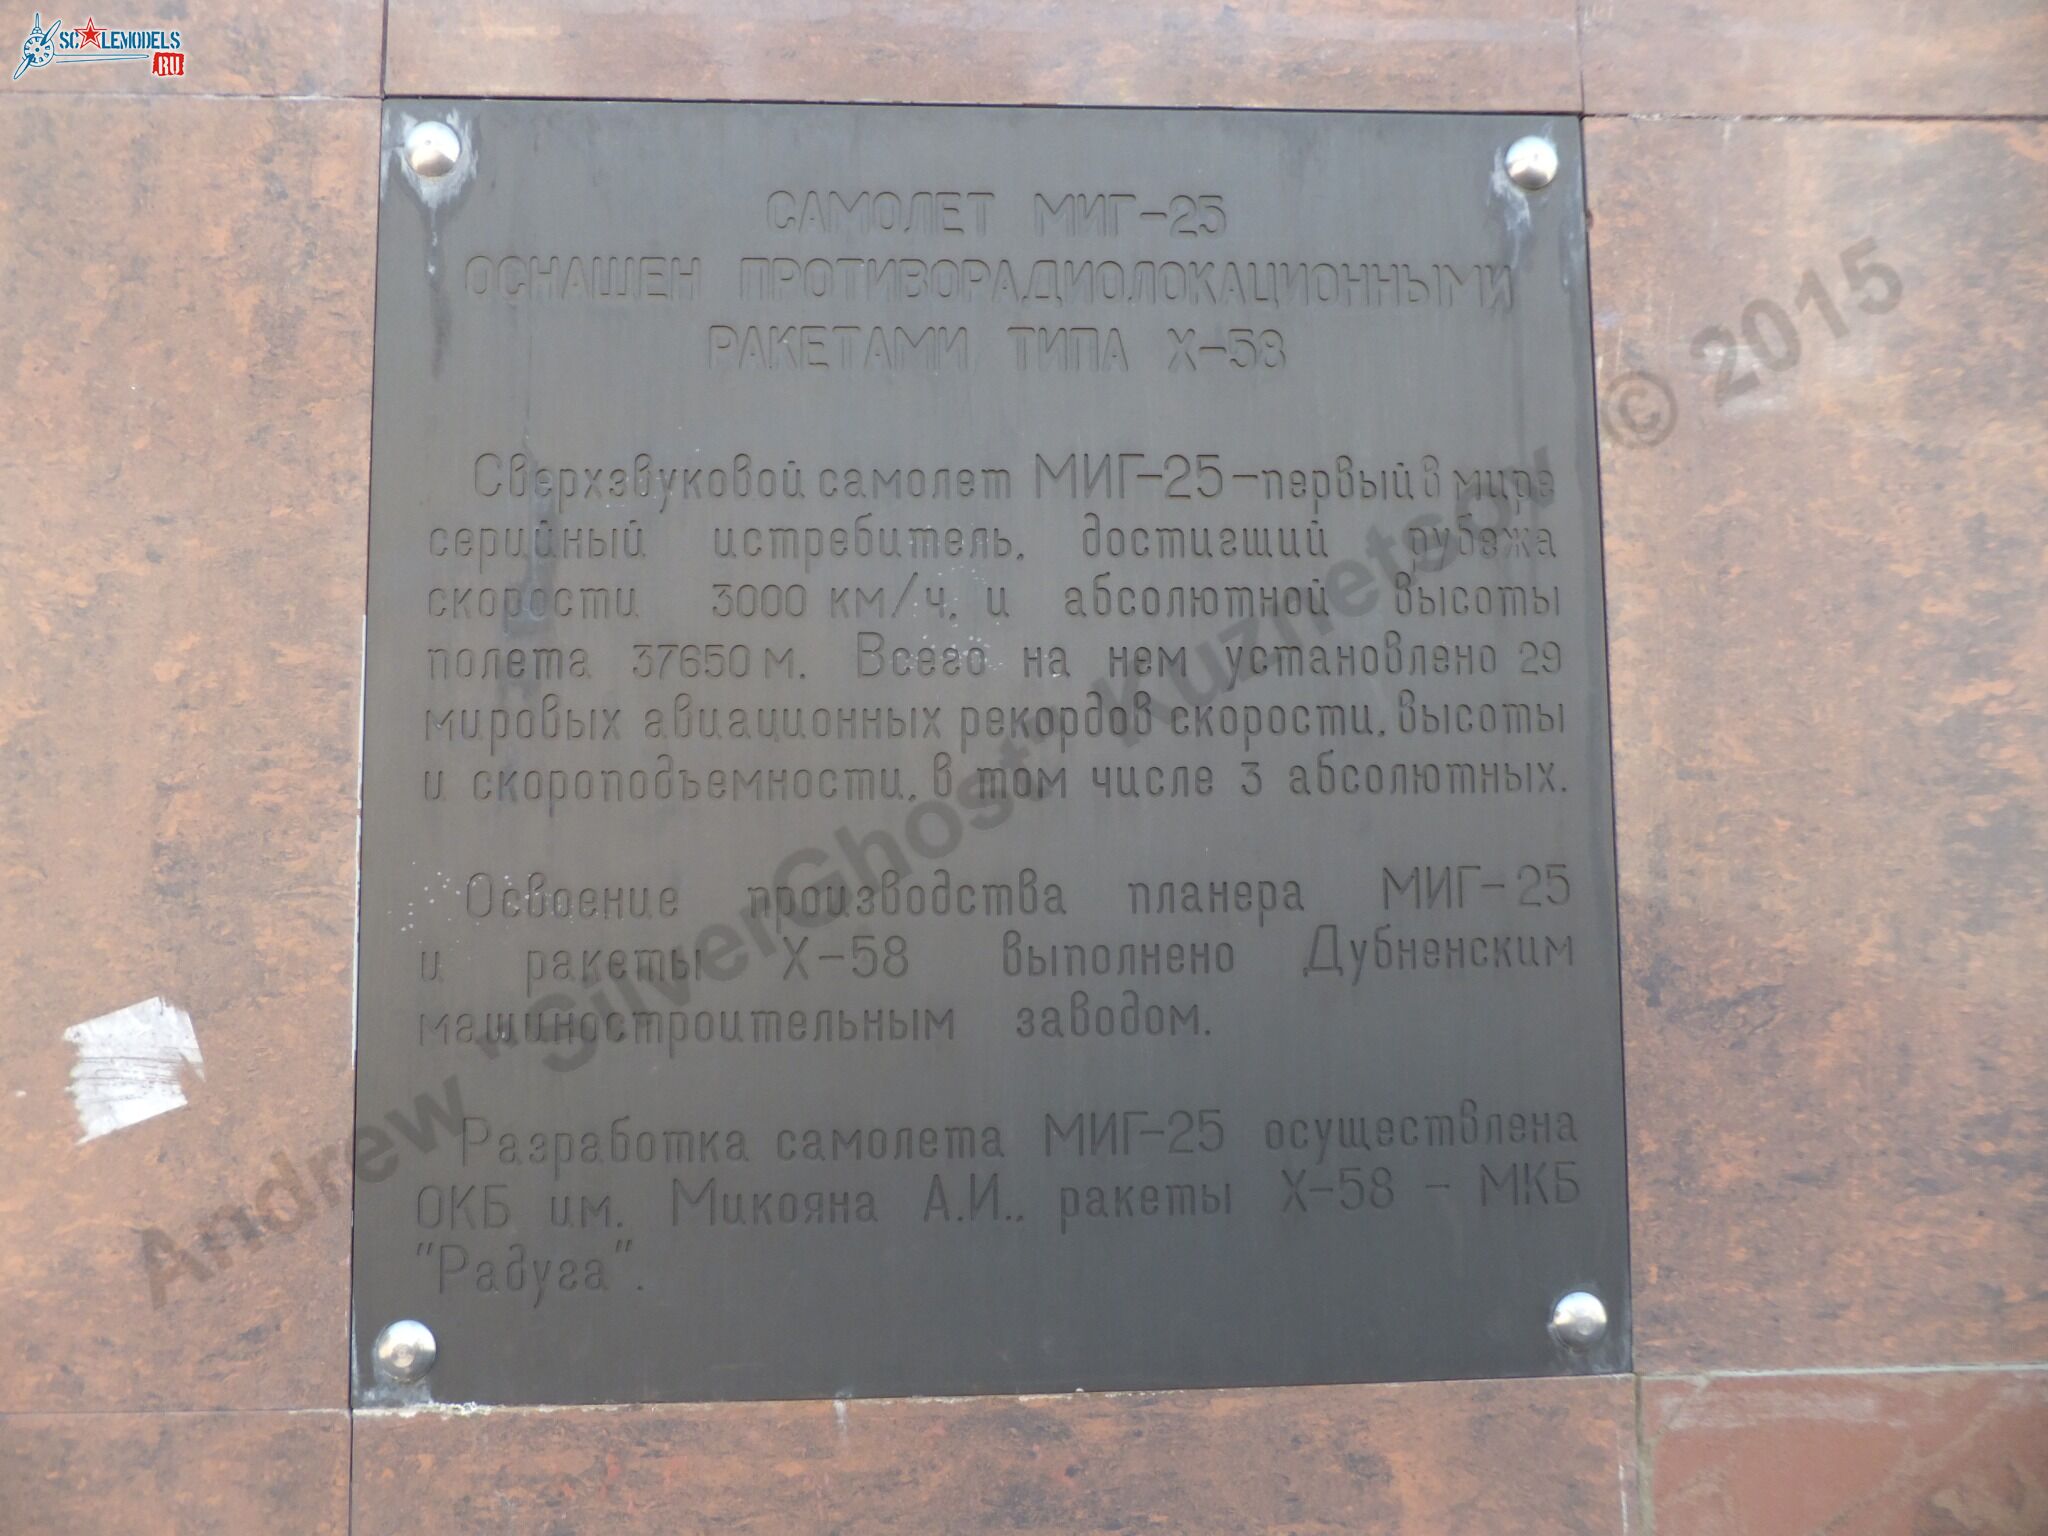 SCALEMODELS
RU
САМОЛЕТ МИГ-25
ОСНАЩЕН ПРОТИВОРАДИОЛОКАЦИОННЫМИ
РАКЕТАМИ ТИПА Х-58
Сверхзвуковой самолет МИГ-25-первый в мире
серийный истребитель, достигший рубежа
скорости 3000 км/ч, и абсолютной высоты
полета 37650 м. Всего на нем установлено 29
мировых авиационных рекордов скорости, высоты
и скороподъемности, в том числе 3 абсолютных.
Освоение производства планера МИГ-25
и ракеты Х-58 выполнено Дубненским
машиностроительным заводом.
Разработка самолета МИГ-25 осуществлена
ОКБ им. Микояна А.И., ракеты Х-58 - МКБ
"Радуга".
Andrew "SilverGhost" Kuznetsov © 2015